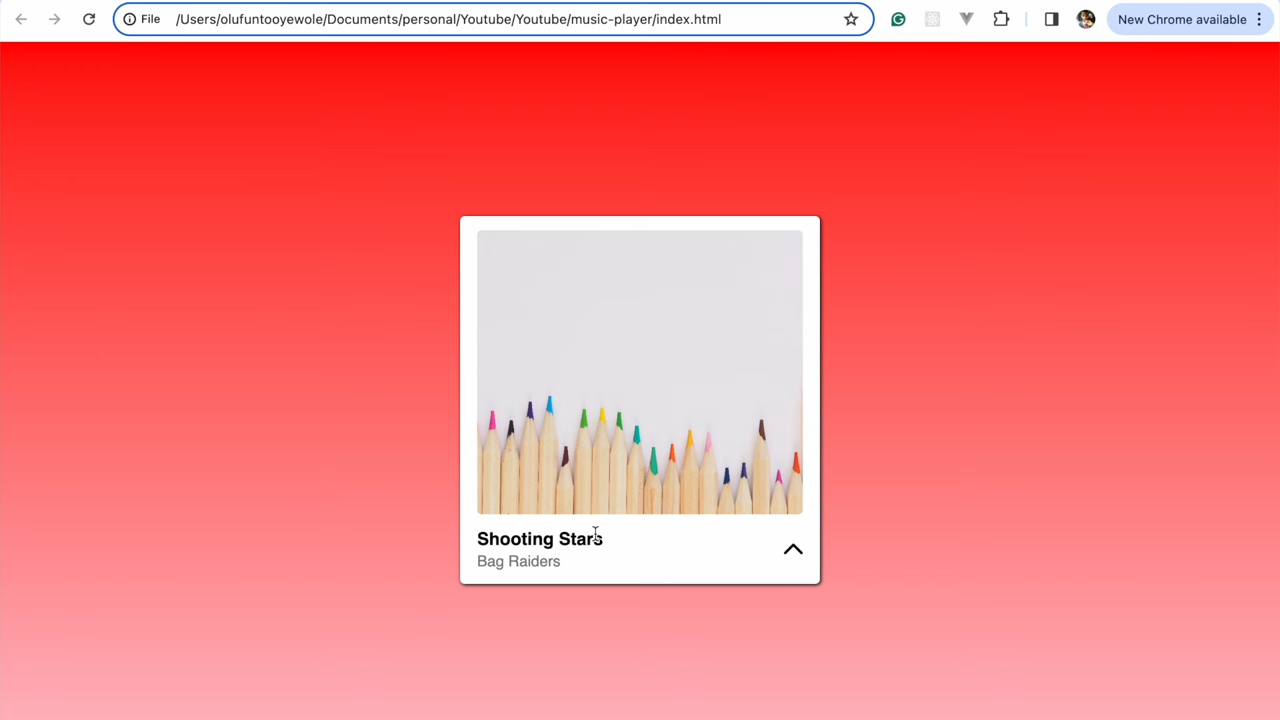 File
/Users/olufuntooyewole/Documents/personal/Youtube/Youtube/music-player/index.html
New Chrome available
Shooting Stars
Bag Raiders